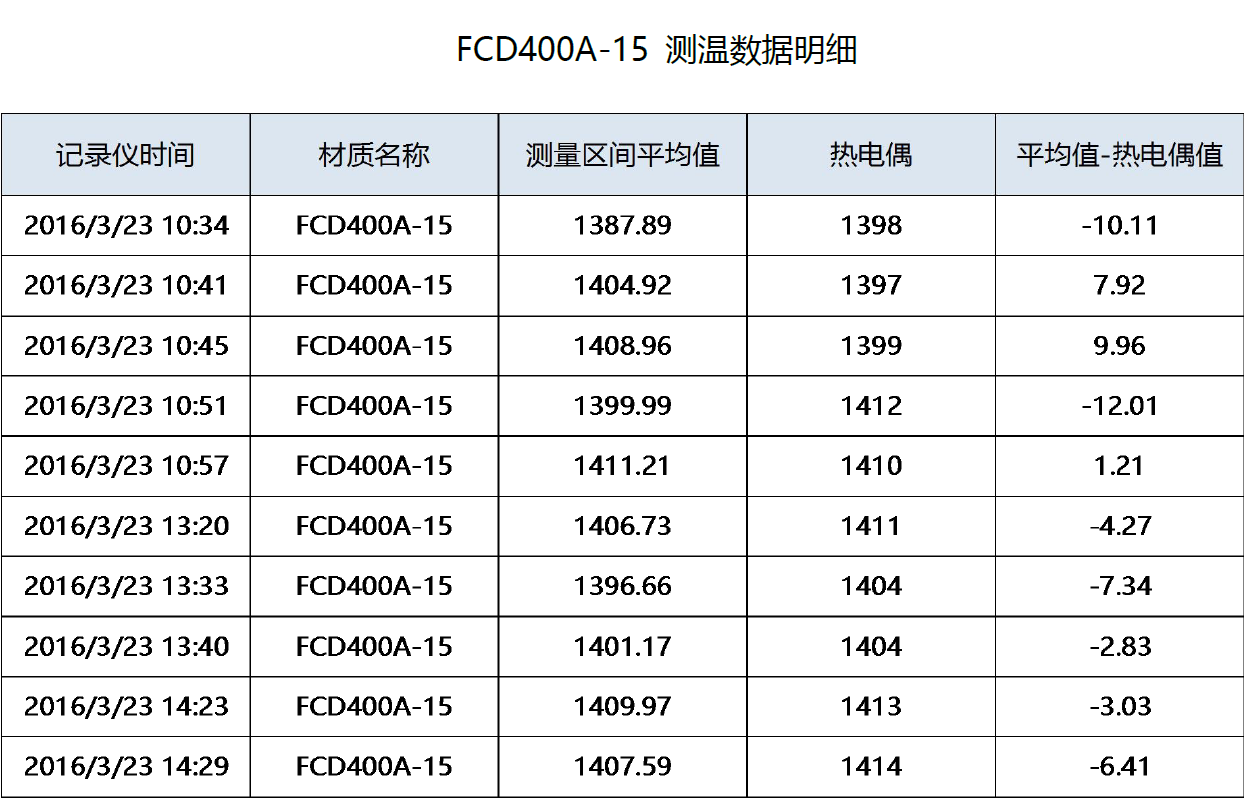 FCD400A-15 测温数据明细
记录仪时间 材质名称 测量区间平均值 热电偶 平均值-热电偶值
2016/3/23 10:34 FCD400A-15 1387.89 1398 -10.11
2016/3/23 10:41 FCD400A-15 1404.92 1397 7.92
2016/3/23 10:45 FCD400A-15 1408.96 1399 9.96
2016/3/23 10:51 FCD400A-15 1399.99 1412 -12.01
2016/3/23 10:57 FCD400A-15 1411.21 1410 1.21
2016/3/23 13:20 FCD400A-15 1406.73 1411 -4.27
2016/3/23 13:33 FCD400A-15 1396.66 1404 -7.34
2016/3/23 13:40 FCD400A-15 1401.17 1404 -2.83
2016/3/23 14:23 FCD400A-15 1409.97 1413 -3.03
2016/3/23 14:29 FCD400A-15 1407.59 1414 -6.41